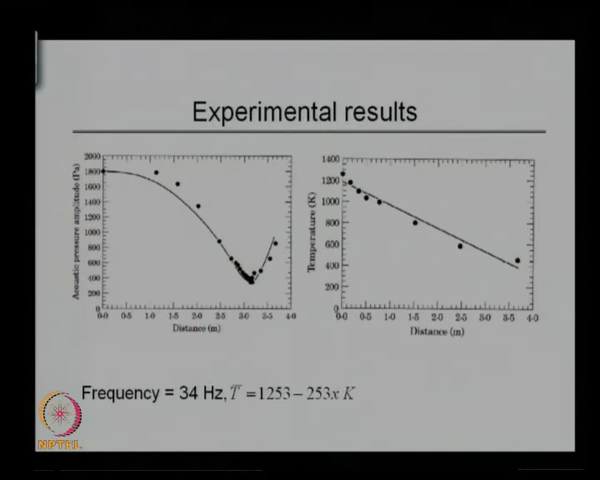 Experimental results
2000
1800
1600
1400
1200
1000
800
600
400
200
0
Acoustic pressure amplitude (Pa)
0·0 0·5 1·0 1·5 2·0 2·5 3·0 3·5 4·0
Distance (m)
1400
1200
1000
800
600
400
200
0
Temperature (K)
0·0 0·5 1·0 1·5 2·0 2·5 3·0 3·5 4·0
Distance (m)
Frequency = 34 Hz, T̅ = 1253 − 253x K
NPTEL